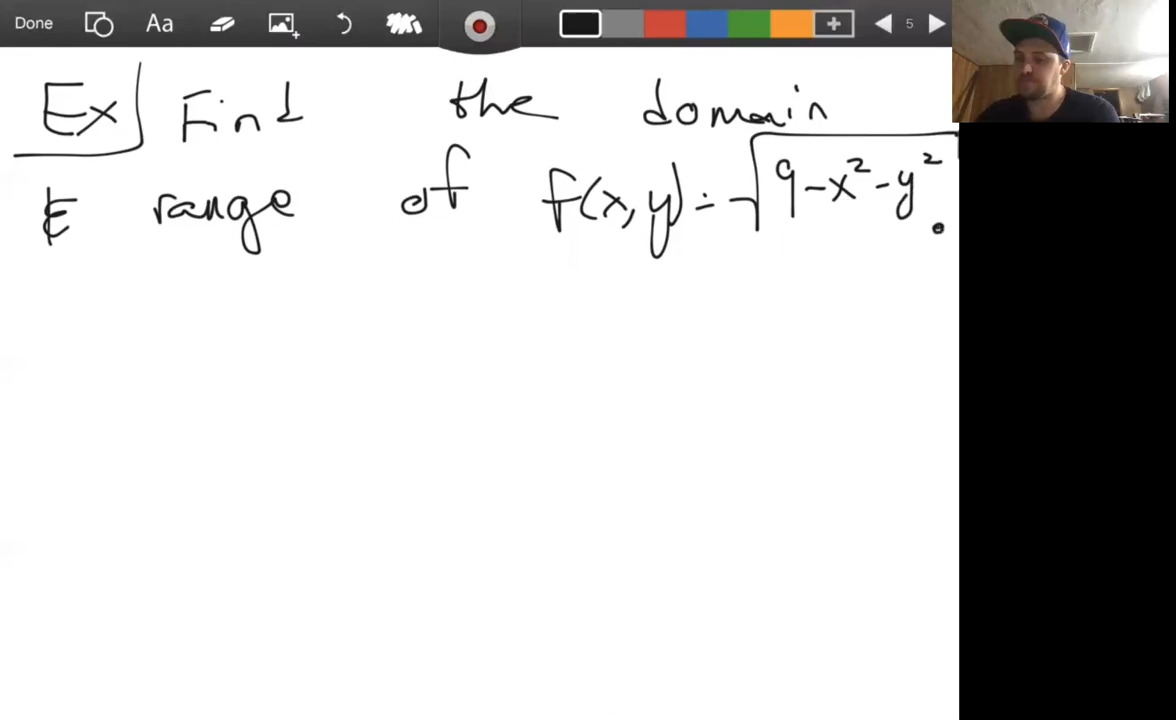 Done Aa 5
Ex Find the domain
& range of f(x,y) = √9-x²-y².